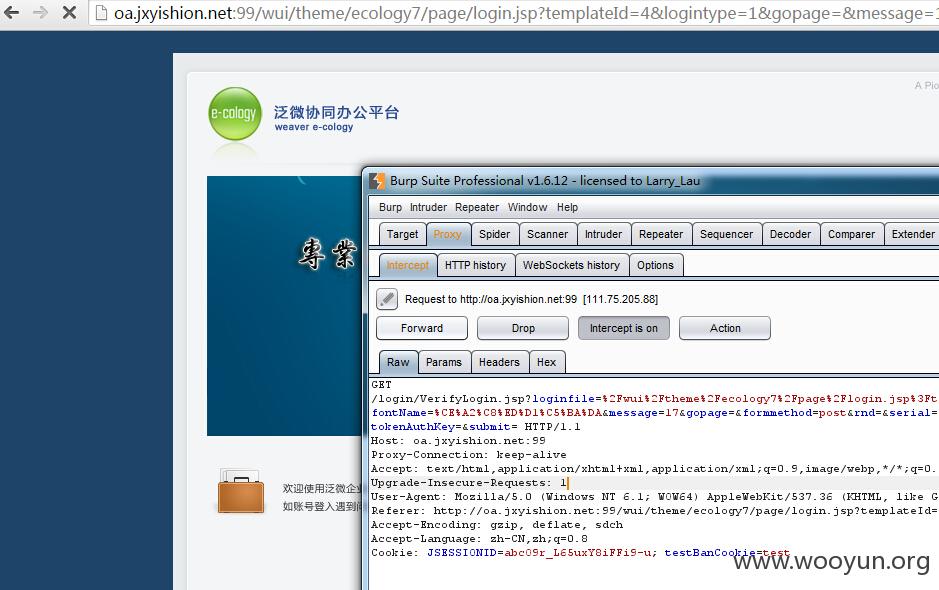 oa.jxyishion.net:99/wui/theme/ecology7/page/login.jsp?templateId=4&logintype=1&gopage=&message=1
A Pio
e-cology
泛微协同办公平台
weaver e-cology
專業
Burp Suite Professional v1.6.12 - licensed to Larry_Lau
Burp Intruder Repeater Window Help
Target Proxy Spider Scanner Intruder Repeater Sequencer Decoder Comparer Extender
Intercept HTTP history WebSockets history Options
Request to http://oa.jxyishion.net:99 [111.75.205.88]
Forward Drop Intercept is on Action
Raw Params Headers Hex
GET
/login/VerifyLogin.jsp?loginfile=%2Fwui%2Ftheme%2Fecology7%2Fpage%2Flogin.jsp%3Ft
fontName=%CE%A2%C8%ED%D1%C5%BA%DA&message=17&gopage=&formmethod=post&rnd=&serial=
tokenAuthKey=&submit= HTTP/1.1
Host: oa.jxyishion.net:99
Proxy-Connection: keep-alive
Accept: text/html,application/xhtml+xml,application/xml;q=0.9,image/webp,*/*;q=0.
Upgrade-Insecure-Requests: 1
User-Agent: Mozilla/5.0 (Windows NT 6.1; WOW64) AppleWebKit/537.36 (KHTML, like G
Referer: http://oa.jxyishion.net:99/wui/theme/ecology7/page/login.jsp?templateId=
Accept-Encoding: gzip, deflate, sdch
Accept-Language: zh-CN,zh;q=0.8
Cookie: JSESSIONID=abc09r_L65uxY8iFFi9-u; testBanCookie=test
欢迎使用泛微企业
如账号登入遇到问
www.wooyun.org